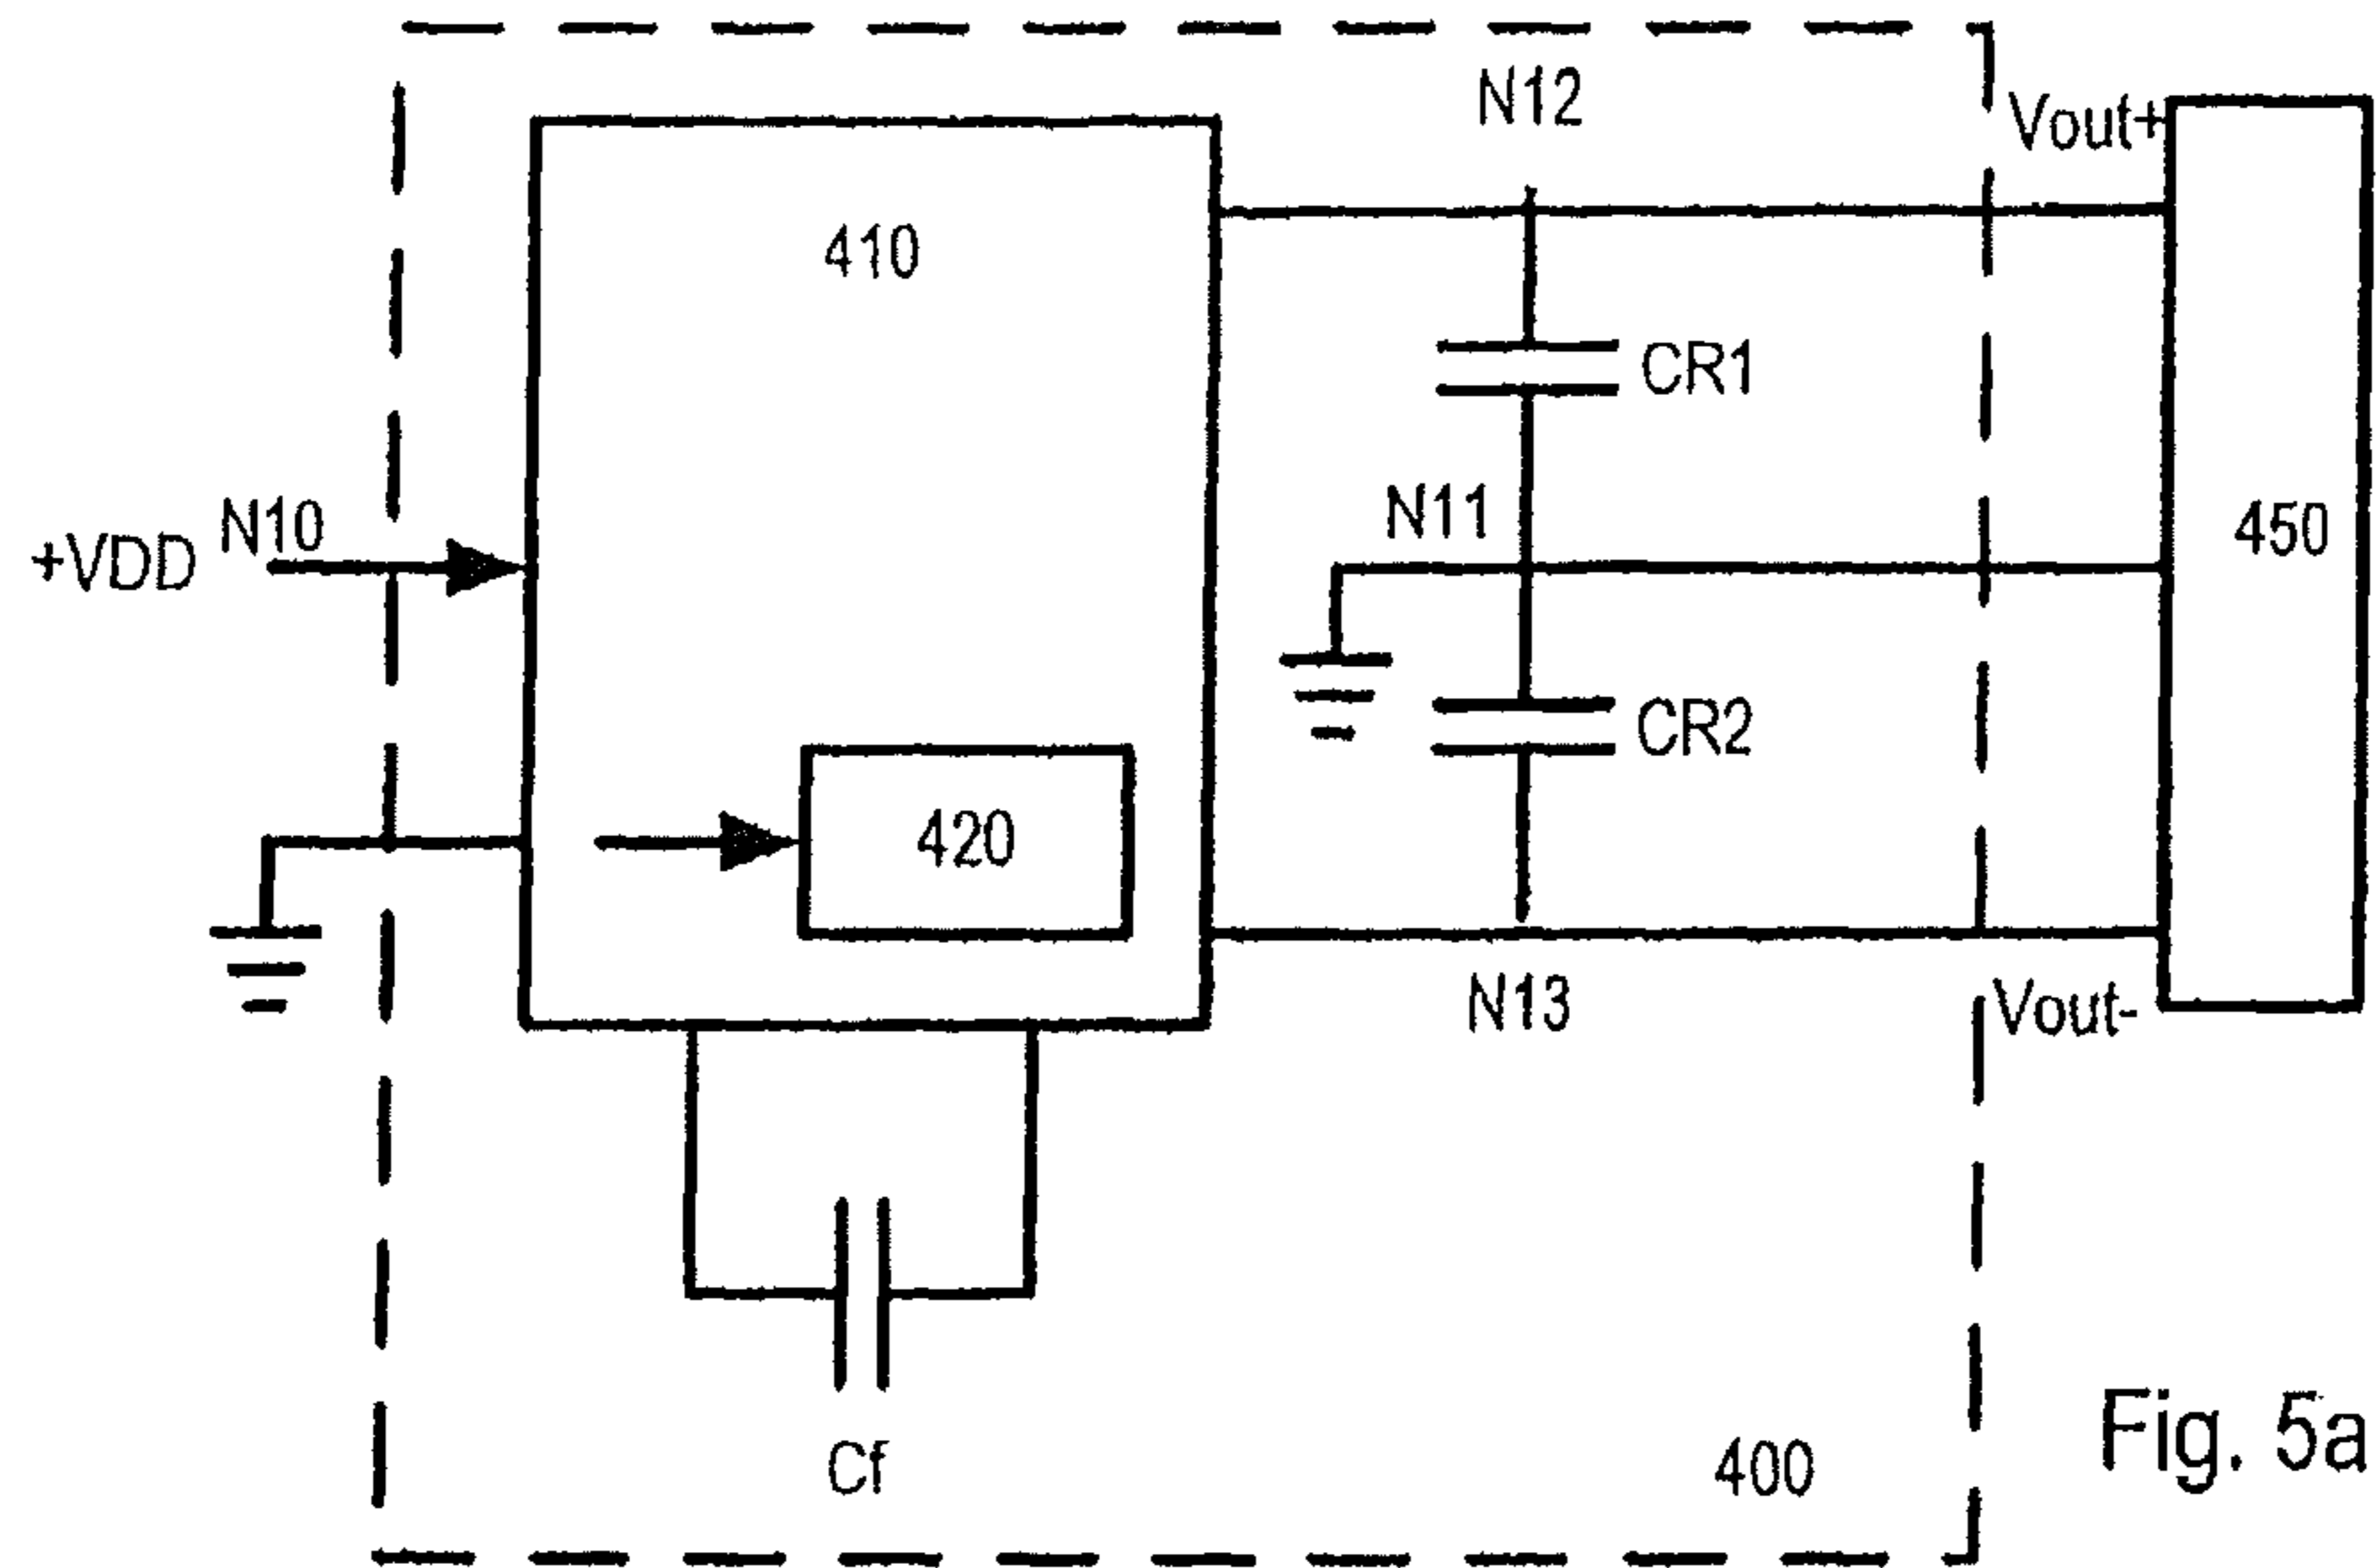 N12
Vout+
410
CR1
N11
N10
+VDD
450
CR2
420
N13
Vout-
Cf
400
Fig. 5a